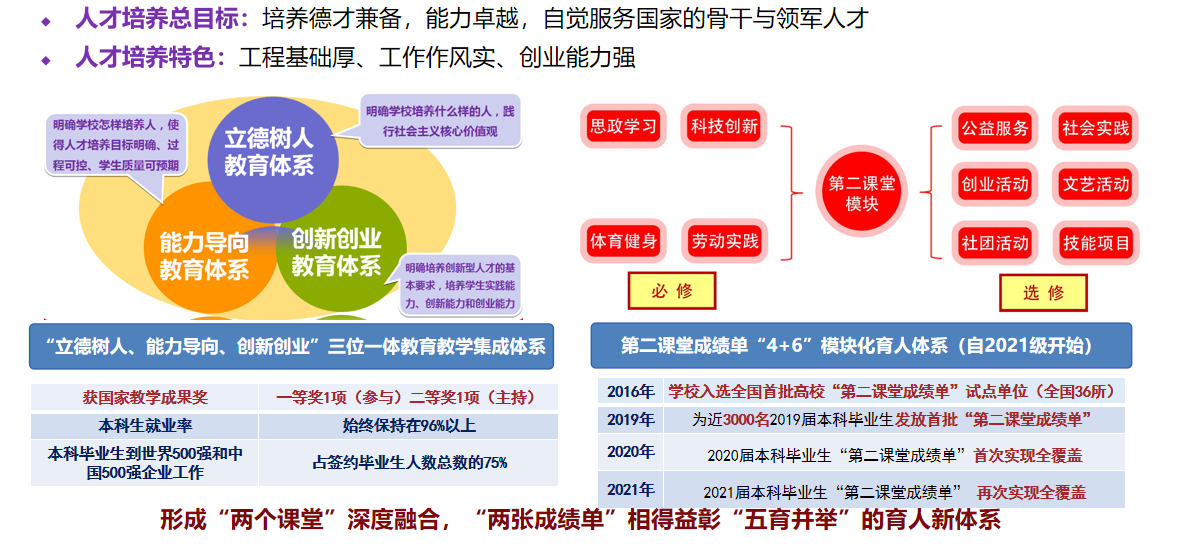 人才培养总目标：培养德才兼备，能力卓越，自觉服务国家的骨干与领军人才
人才培养特色：工程基础厚、工作作风实、创业能力强
明确学校怎样培养人，使
得人才培养目标明确、过
程可控、学生质量可预期
立德树人
教育体系
明确学校培养什么样的人，践
行社会主义核心价值观
能力导向
教育体系
创新创业
教育体系
明确培养创新型人才的基
本要求，培养学生实践能
力、创新能力和创业能力
“立德树人、能力导向、创新创业”三位一体教育教学集成体系
获国家教学成果奖 一等奖1项（参与）二等奖1项（主持）
本科生就业率 始终保持在96%以上
本科毕业生到世界500强和中
国500强企业工作
占签约毕业生人数总数的75%
思政学习 科技创新
体育健身 劳动实践
必 修
第二课堂
模块
公益服务 社会实践
创业活动 文艺活动
社团活动 技能项目
选 修
第二课堂成绩单“4+6”模块化育人体系（自2021级开始）
2016年 学校入选全国首批高校“第二课堂成绩单”试点单位（全国36所）
2019年 为近3000名2019届本科毕业生发放首批“第二课堂成绩单”
2020年 2020届本科毕业生“第二课堂成绩单”首次实现全覆盖
2021年 2021届本科毕业生“第二课堂成绩单” 再次实现全覆盖
形成“两个课堂”深度融合，“两张成绩单”相得益彰“五育并举”的育人新体系